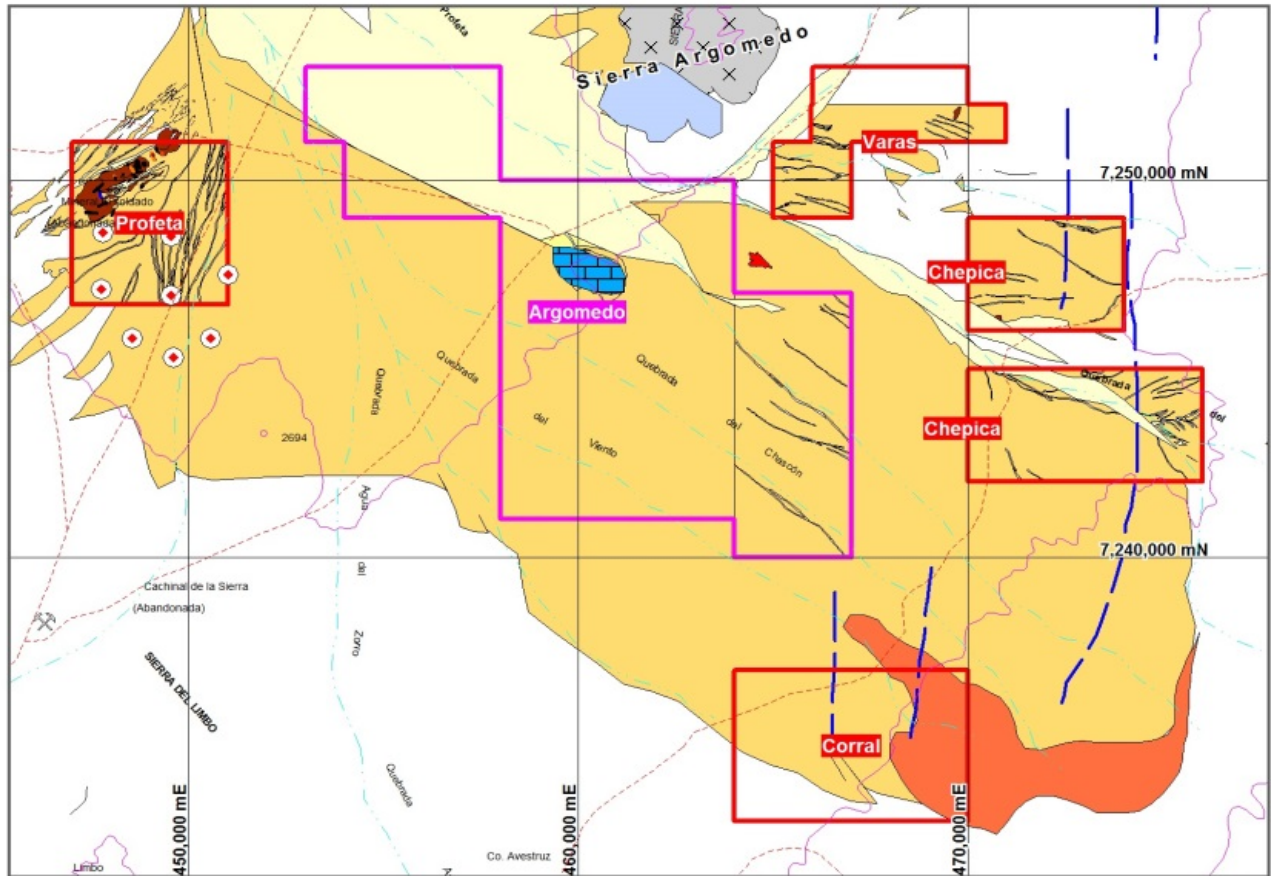 Profeta
SIERRA
Sierra Argomedo
Varas
7,250,000 mN
Profeta
Chepica
Argomedo
Quebrada
Quebrada
Quebrada
Quebrada
del
Chepica
del
del
2694
Viento
Chascón
Agua
7,240,000 mN
del
Cachinal de la Sierra
(Abandonada)
Zorro
SIERRA DEL LIMBO
Corral
Quebrada
450,000 mE
460,000 mE
470,000 mE
Co. Avestruz
Limbo